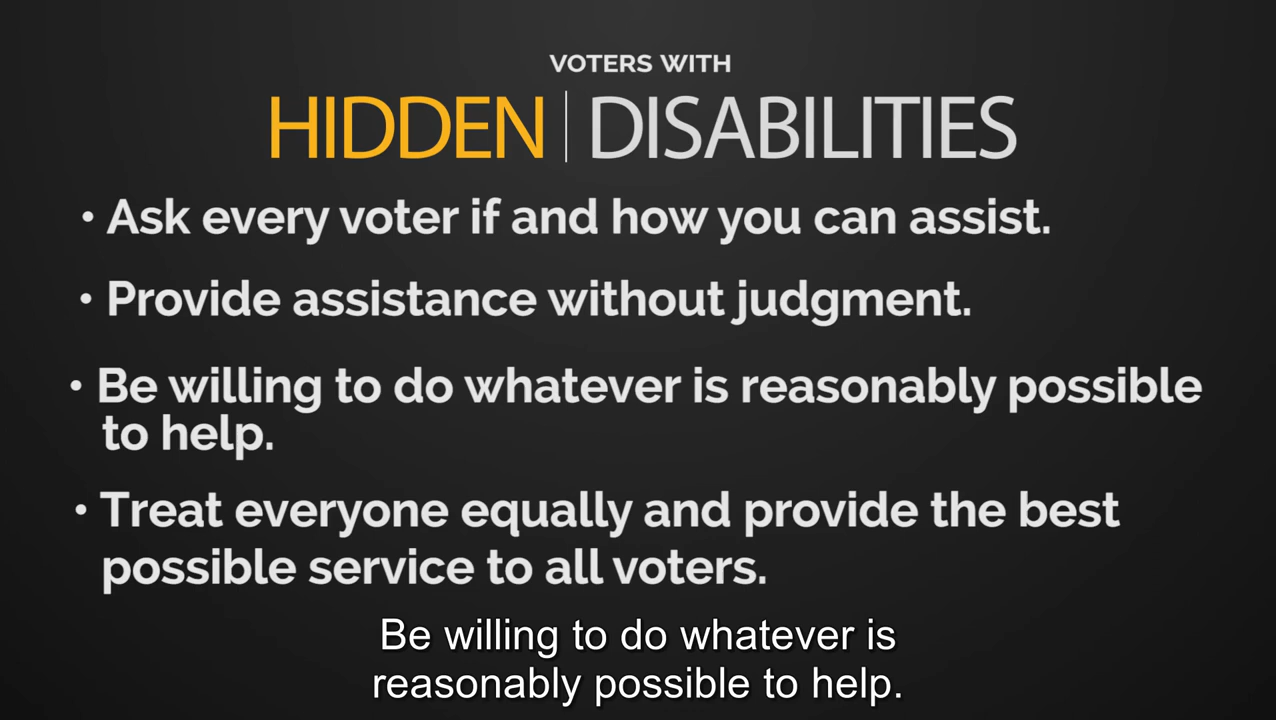 VOTERS WITH
HIDDEN | DISABILITIES
• Ask every voter if and how you can assist.
• Provide assistance without judgment.
• Be willing to do whatever is reasonably possible
to help.
• Treat everyone equally and provide the best
possible service to all voters.
Be willing to do whatever is
reasonably possible to help.